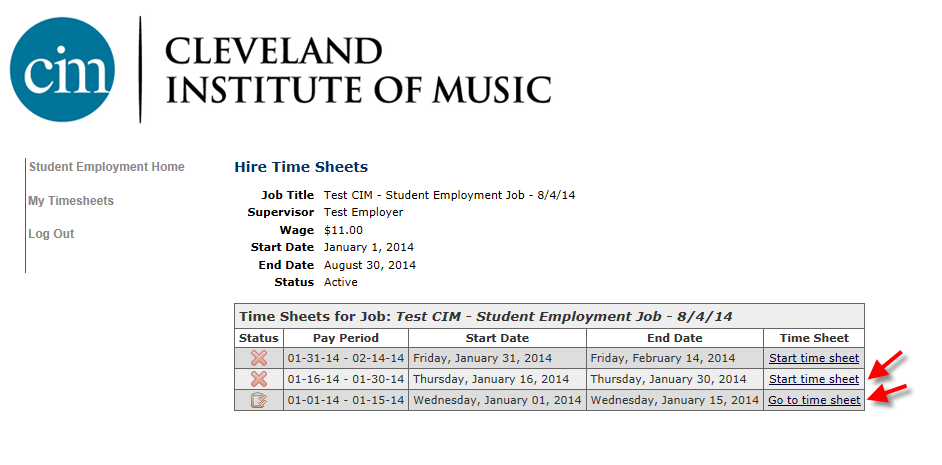 cim
CLEVELAND
INSTITUTE OF MUSIC
Student Employment Home
My Timesheets
Log Out
Hire Time Sheets
Job Title Test CIM - Student Employment Job - 8/4/14
Supervisor Test Employer
Wage $11.00
Start Date January 1, 2014
End Date August 30, 2014
Status Active
Time Sheets for Job: Test CIM - Student Employment Job - 8/4/14
Status Pay Period Start Date End Date Time Sheet
01-31-14 - 02-14-14 Friday, January 31, 2014 Friday, February 14, 2014 Start time sheet
01-16-14 - 01-30-14 Thursday, January 16, 2014 Thursday, January 30, 2014 Start time sheet
01-01-14 - 01-15-14 Wednesday, January 01, 2014 Wednesday, January 15, 2014 Go to time sheet